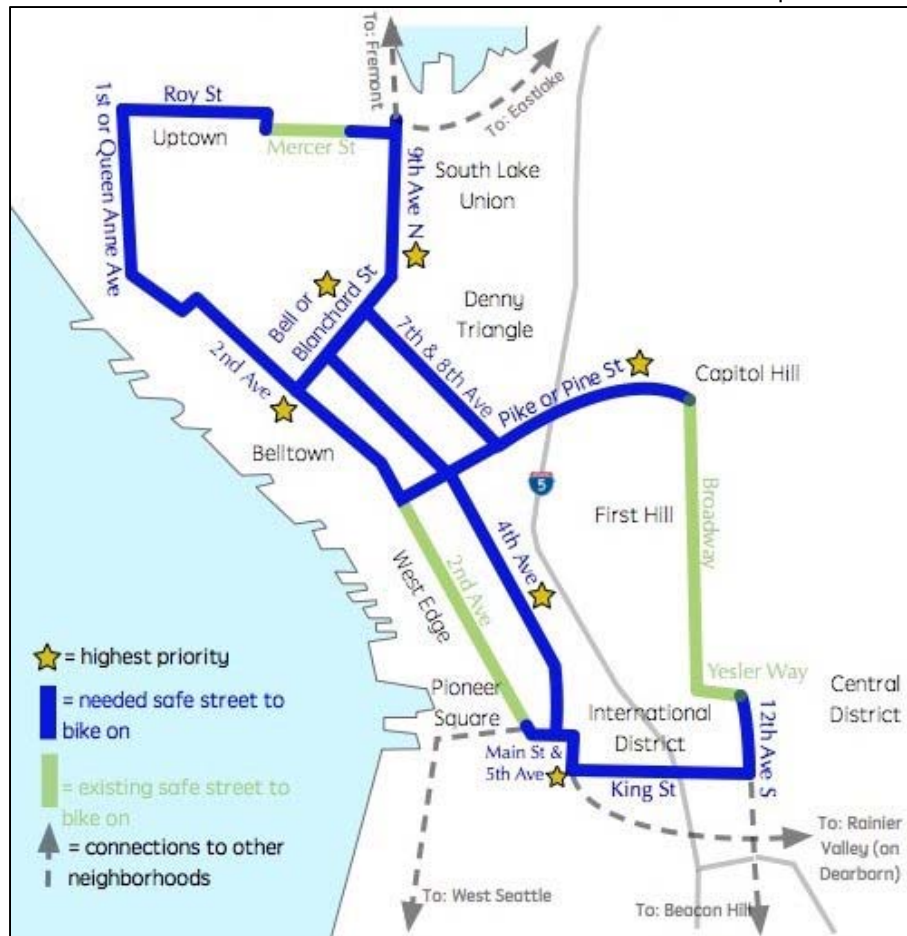 To: Fremont
To: Eastlake
Roy St
Uptown
Mercer St
1st or Queen Anne Ave
9th Ave N
South Lake
Union
Bell or
Blanchard St
Denny
Triangle
7th & 8th Ave
2nd Ave
Pike or Pine St
Capitol Hill
Belltown
5
First Hill
Broadway
4th Ave
2nd Ave
West Edge
= highest priority
= needed safe street to
bike on
= existing safe street to
bike on
= connections to other
neighborhoods
Yesler Way
Central
District
Pioneer
Square
International
District
12th Ave S
Main St &
5th Ave
King St
To: Rainier
Valley (on
Dearborn)
To: West Seattle
To: Beacon Hill